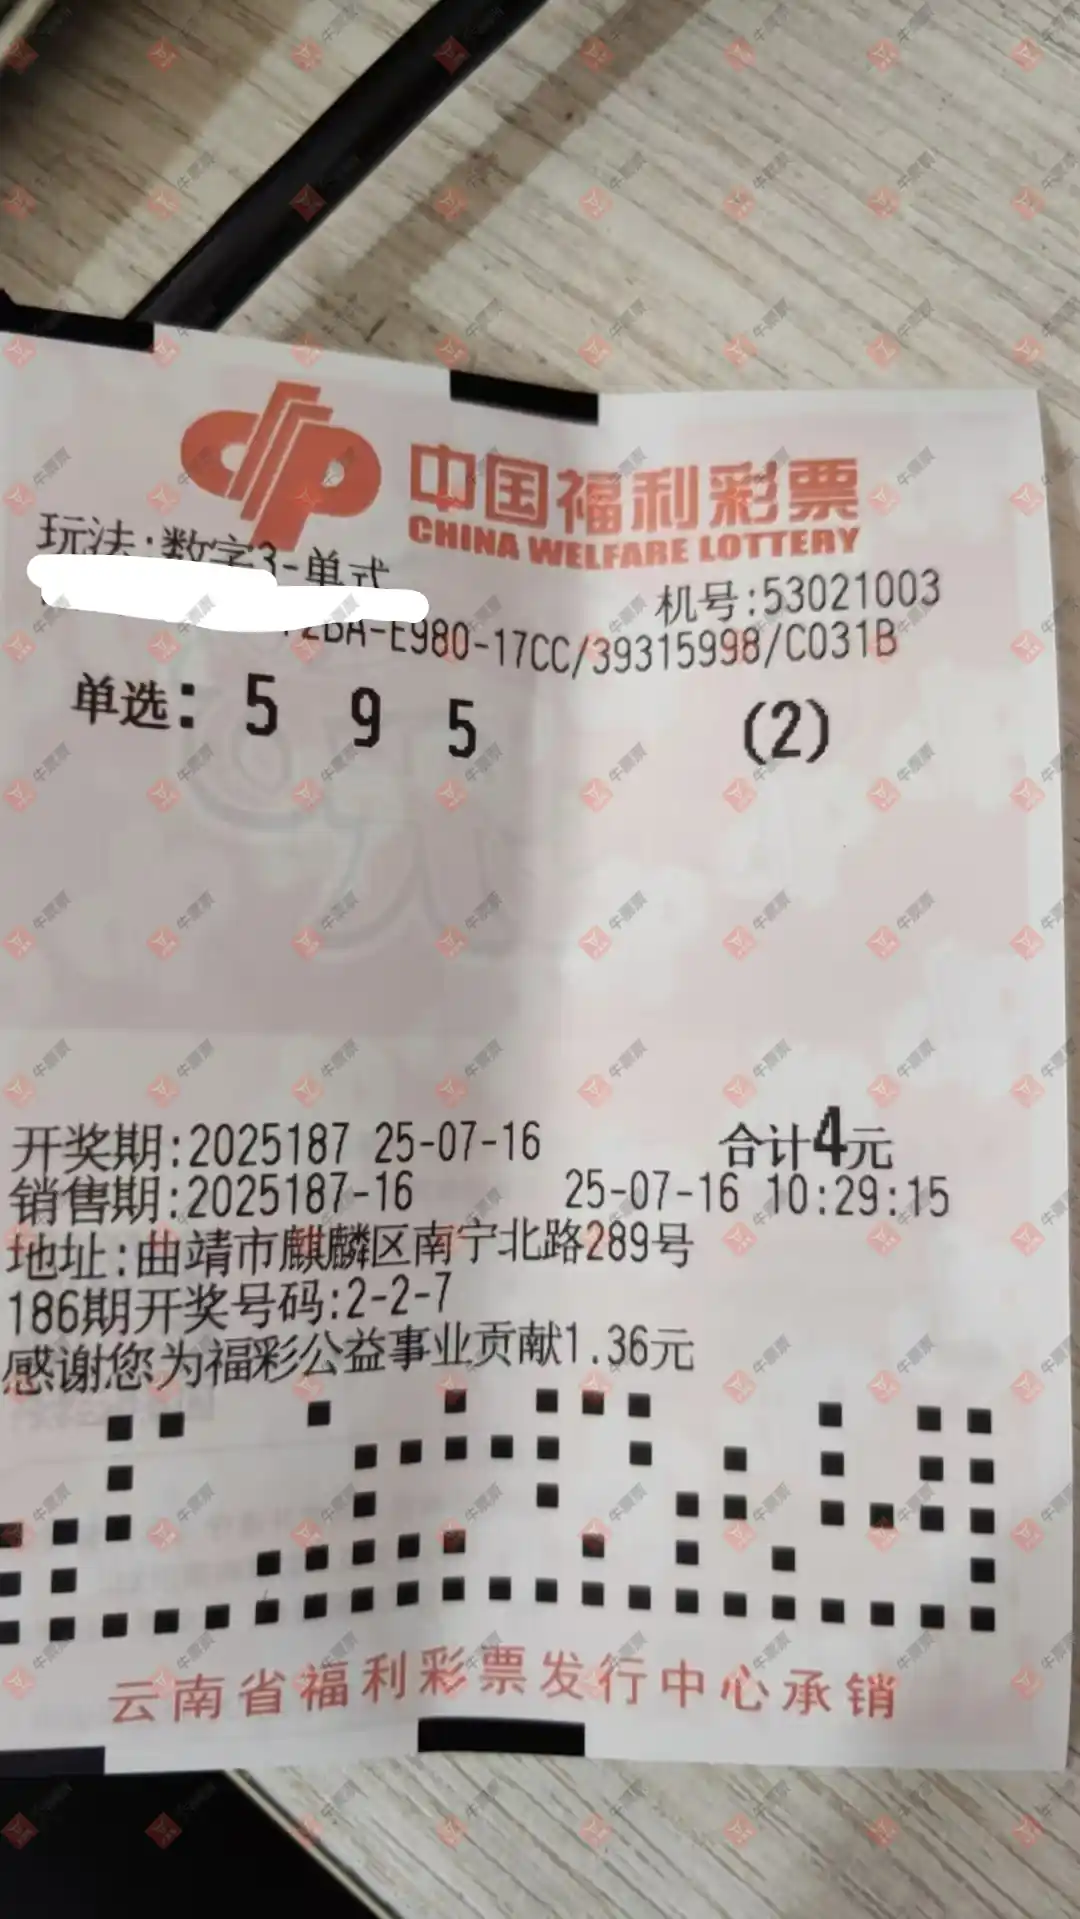 中国福利彩票
CHINA WELFARE LOTTERY
玩法:数字3-单式
机号:53021003
72BA-E980-17CC/39315998/C031B
单选: 5 9 5 (2)
开奖期:2025187 25-07-16 合计4元
销售期:2025187-16 25-07-16 10:29:15
地址:曲靖市麒麟区南宁北路289号
186期开奖号码:2-2-7
感谢您为福彩公益事业贡献1.36元
云南省福利彩票发行中心承销
牛票票